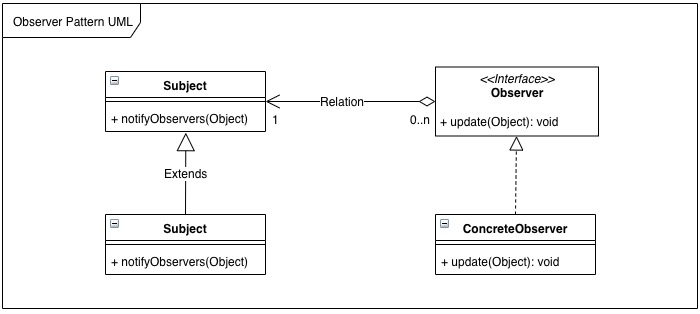 Observer Pattern UML
Subject
+ notifyObservers(Object)
1
Relation
0..n
<<Interface>>
Observer
+ update(Object): void
Extends
Subject
+ notifyObservers(Object)
ConcreteObserver
+ update(Object): void